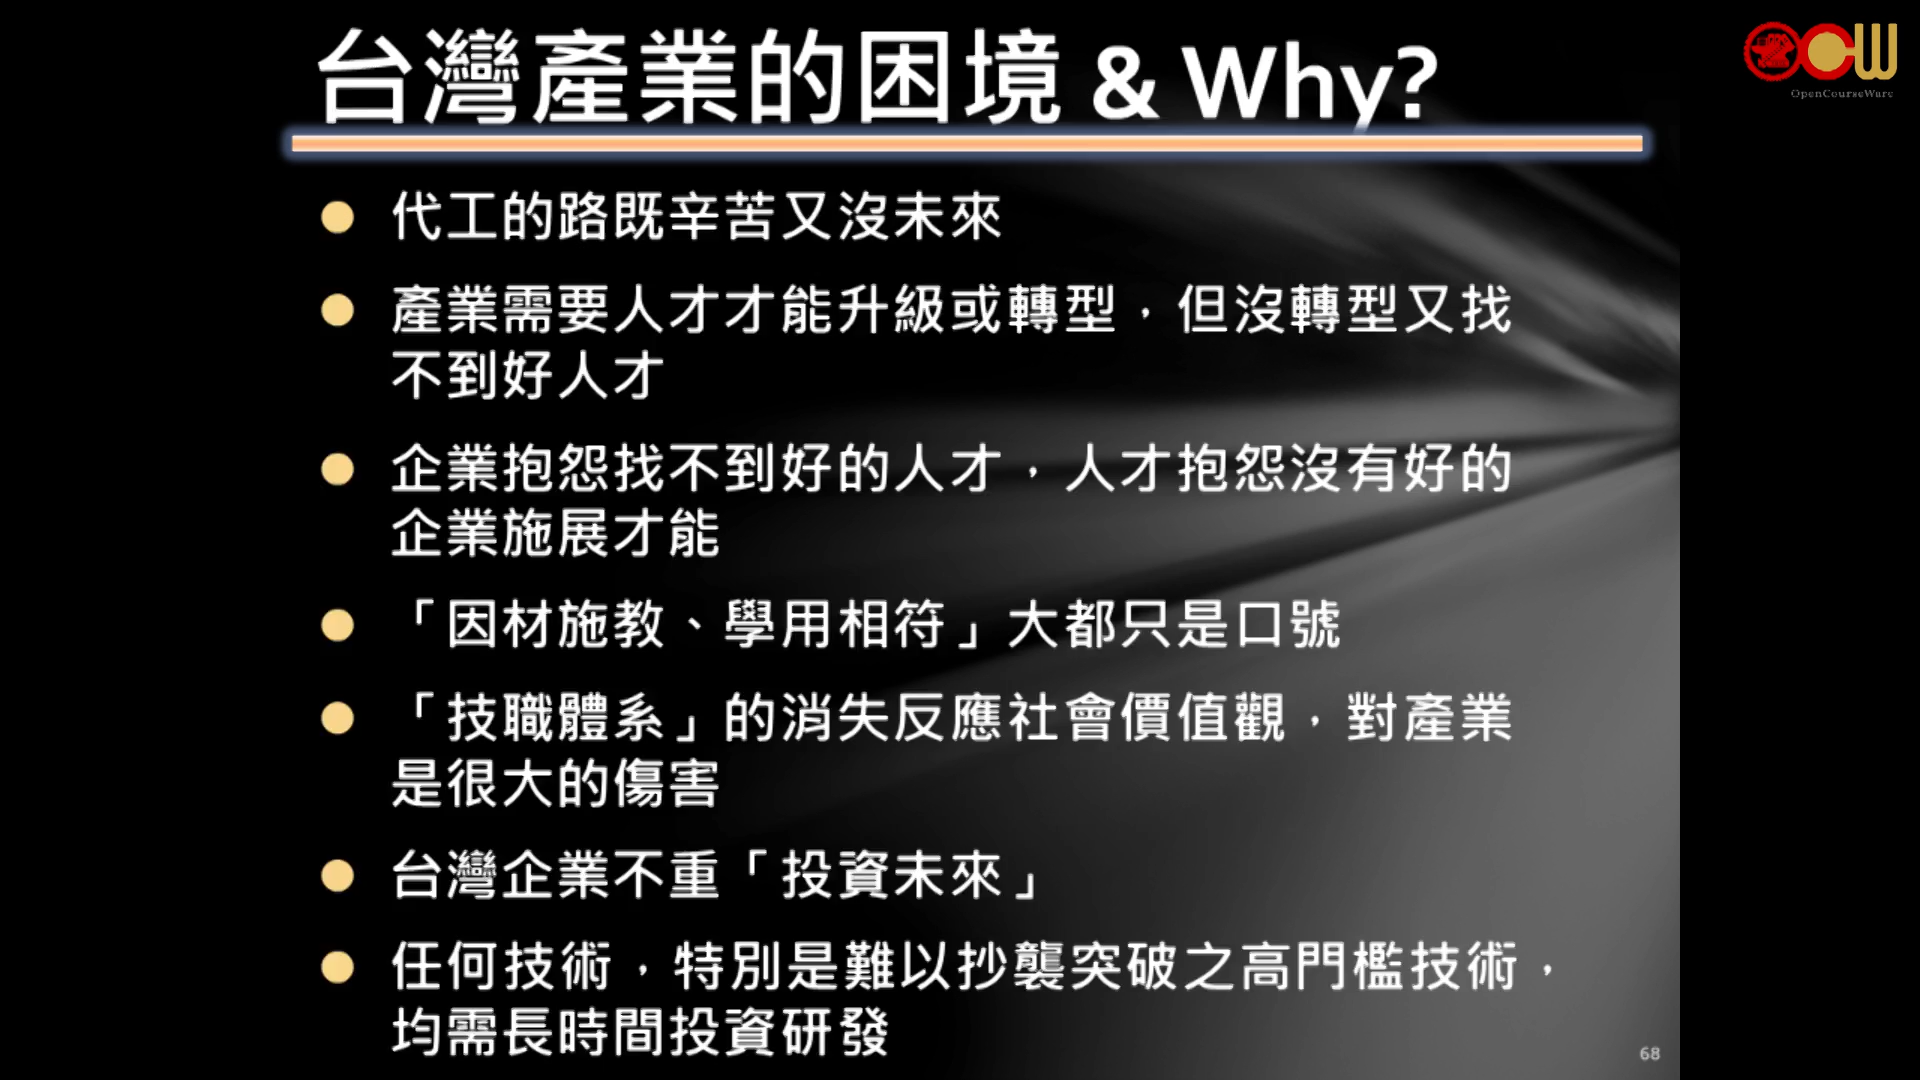 台灣產業的困境 & Why?
OpenCourseWare
代工的路既辛苦又沒未來
產業需要人才才能升級或轉型，但沒轉型又找
不到好人才
企業抱怨找不到好的人才，人才抱怨沒有好的
企業施展才能
「因材施教、學用相符」大都只是口號
「技職體系」的消失反應社會價值觀，對產業
是很大的傷害
台灣企業不重「投資未來」
任何技術，特別是難以抄襲突破之高門檻技術，
均需長時間投資研發
68